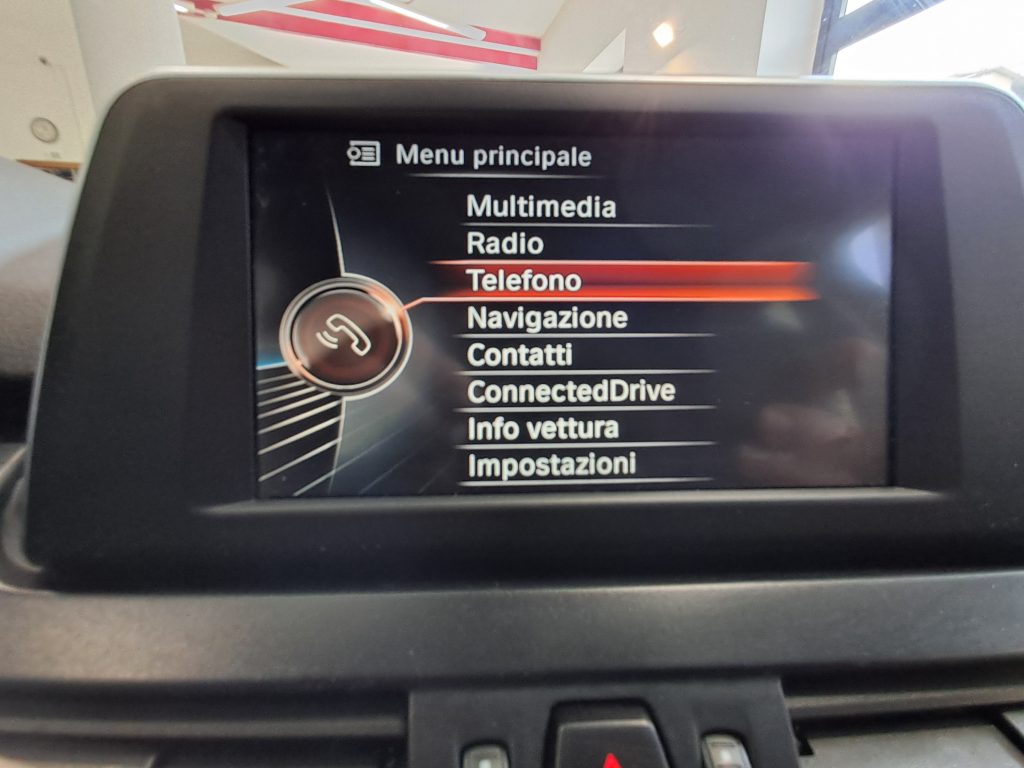 Menu principale
Multimedia
Radio
Telefono
Navigazione
Contatti
ConnectedDrive
Info vettura
Impostazioni